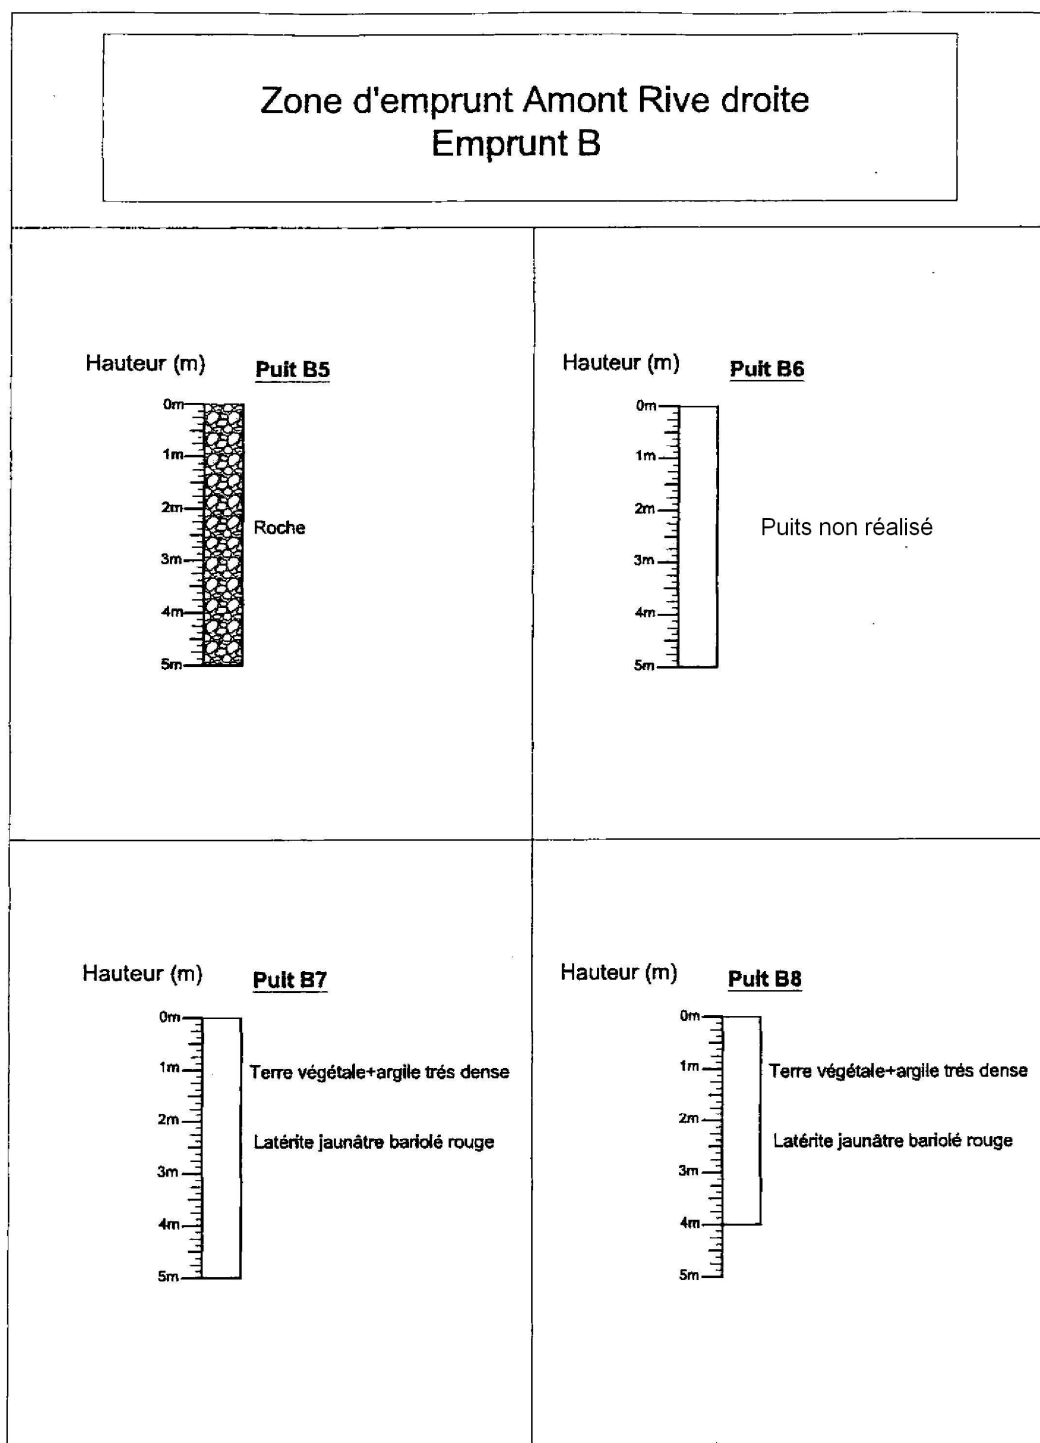 Zone d'emprunt Amont Rive droite
Emprunt B
Hauteur (m)
Puit B5
0m
1m
2m
3m
4m
5m
Roche
Hauteur (m)
Puit B6
0m
1m
2m
3m
4m
5m
Puits non réalisé
Hauteur (m)
Puit B7
0m
1m
2m
3m
4m
5m
Terre végétale+argile trés dense
Latérite jaunâtre bariolé rouge
Hauteur (m)
Puit B8
0m
1m
2m
3m
4m
5m
Terre végétale+argile trés dense
Latérite jaunâtre bariolé rouge